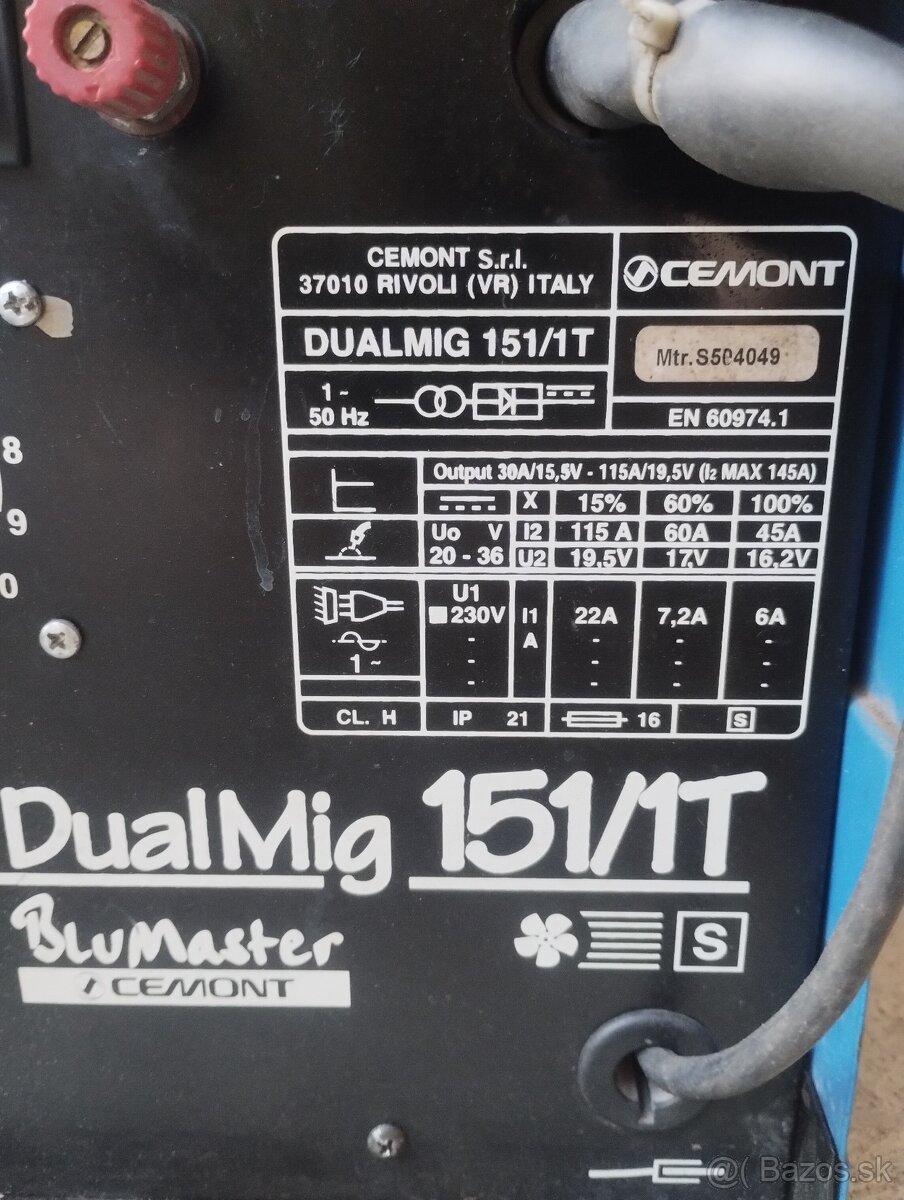 CEMONT S.r.l.
37010 RIVOLI (VR) ITALY
CEMONT
DUALMIG 151/1T
Mtr. S504049
1 ~
50 Hz
EN 60974.1
Output 30A/15,5V - 115A/19,5V (I2 MAX 145A)
X 15% 60% 100%
Uo V I2 115 A 60A 45A
20 - 36 U2 19,5V 17,V 16,2V
U1
230V I1 22A 7,2A 6A
- A - - -
1 ~ - - - -
- - - -
CL. H IP 21 16 S
8
9
0
DualMig 151/1T
BluMaster
CEMONT
S
@( Bazos.sk